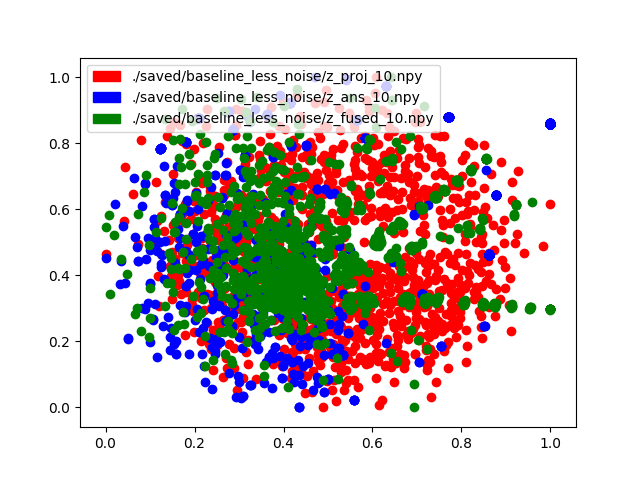 ./saved/baseline_less_noise/z_proj_10.npy
./saved/baseline_less_noise/z_ans_10.npy
./saved/baseline_less_noise/z_fused_10.npy
1.0
0.8
0.6
0.4
0.2
0.0
0.0 0.2 0.4 0.6 0.8 1.0